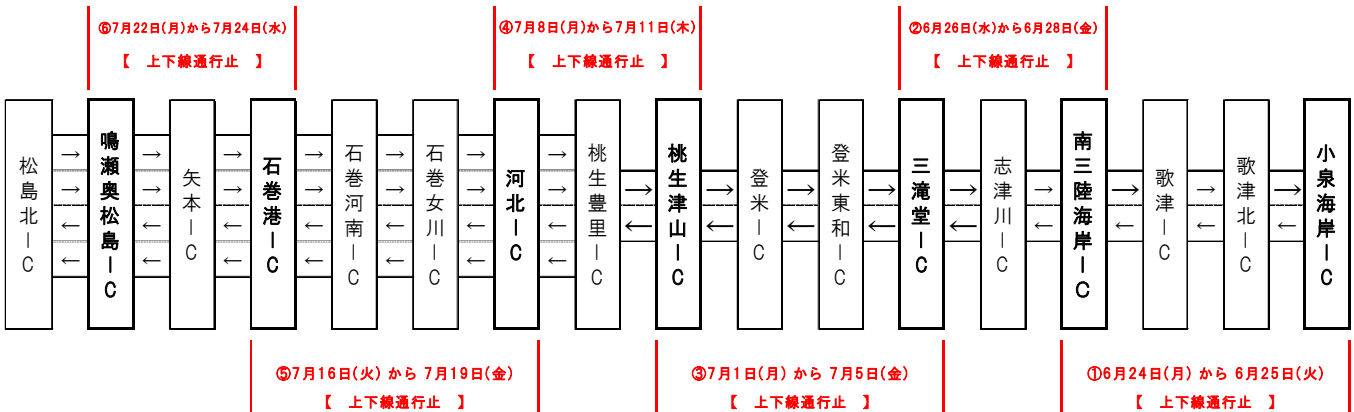 ⑥7月22日(月)から7月24日(水)
【　上下線通行止　】
④7月8日(月)から7月11日(木)
【　上下線通行止　】
②6月26日(水)から6月28日(金)
【　上下線通行止　】
松島北IC
鳴瀬奥松島IC
矢本IC
石巻港IC
石巻河南IC
石巻女川IC
河北IC
桃生豊里IC
桃生津山IC
登米IC
登米東和IC
三滝堂IC
志津川IC
南三陸海岸IC
歌津IC
歌津北IC
小泉海岸IC
⑤7月16日(火) から 7月19日(金)
【　上下線通行止　】
③7月1日(月) から 7月5日(金)
【　上下線通行止　】
①6月24日(月) から 6月25日(火)
【　上下線通行止　】